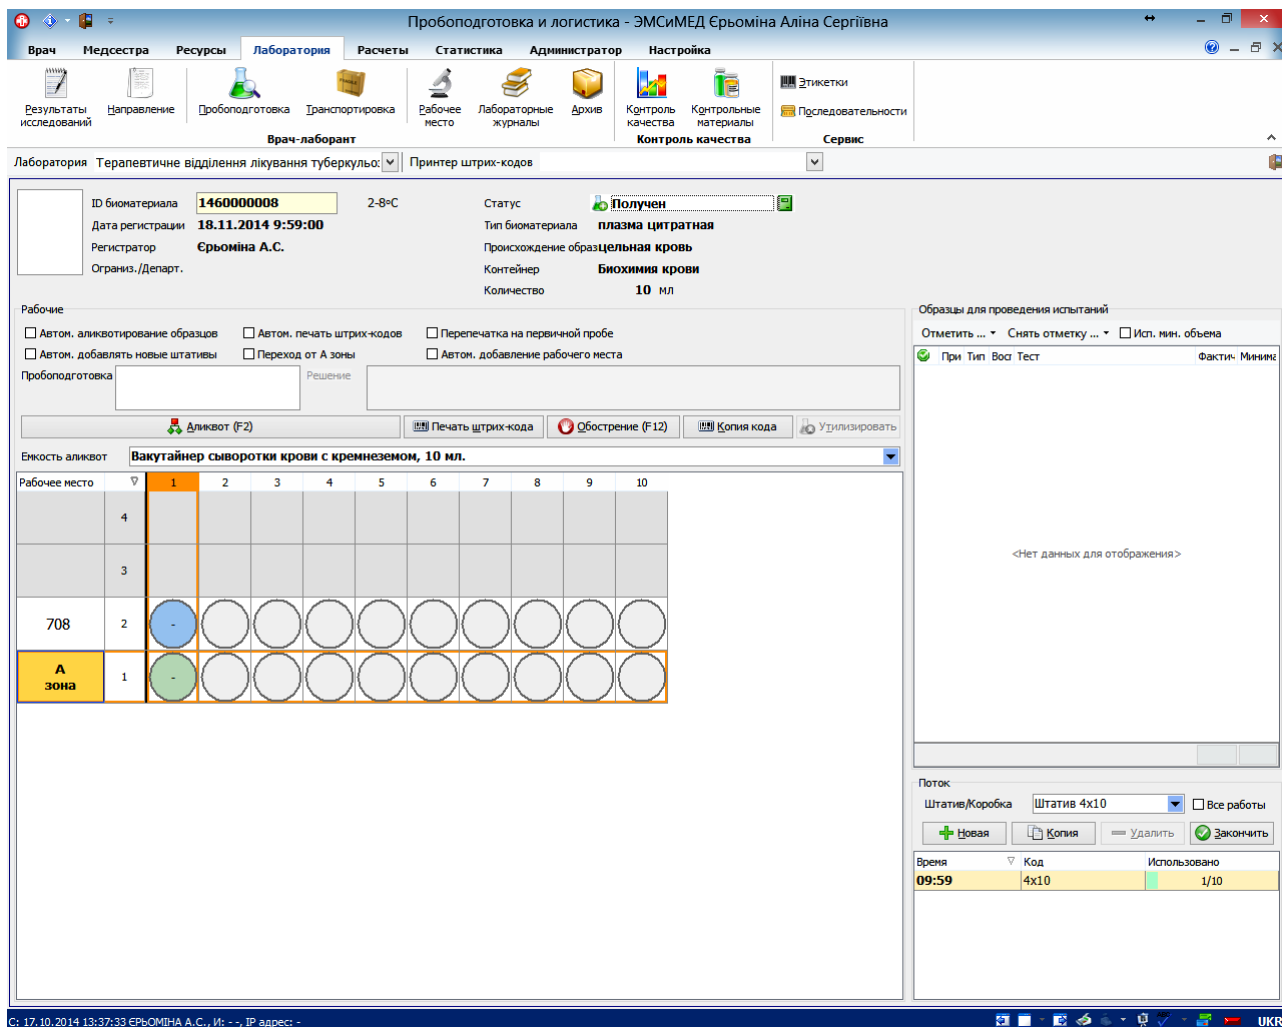 Пробоподготовка и логистика - ЭМСиМЕД Єрьоміна Аліна Сергіївна
Врач Медсестра Ресурсы Лаборатория Расчеты Статистика Администратор Настройка
Результаты исследований Направление Пробоподготовка Транспортировка Рабочее место Лабораторные журналы Архив Контроль качества Контрольные материалы Этикетки
Последовательности
Врач-лаборант Контроль качества Сервис
Лаборатория Терапевтичне відділення лікування туберкульо: Принтер штрих-кодов
ID биоматериала 1460000008 2-8ºC Статус Получен
Дата регистрации 18.11.2014 9:59:00 Тип биоматериала плазма цитратная
Регистратор Єрьоміна А.С. Происхождение образ цельная кровь
Организ./Департ. Контейнер Биохимия крови
Количество 10 мл
Рабочие Образцы для проведения испытаний
Автом. аликвотирование образцов Автом. печать штрих-кодов Перепечатка на первичной пробе Отметить ... Снять отметку ... Исп. мин. объема
Автом. добавлять новые штативы Переход от А зоны Автом. добавление рабочего места При Тип Вос Тест Фактич Минима
Пробоподготовка Решение
Аликвот (F2) Печать штрих-кода Обострение (F12) Копия кода Утилизировать
Емкость аликвот Вакутайнер сыворотки крови с кремнеземом, 10 мл.
Рабочее место 1 2 3 4 5 6 7 8 9 10
4
3
<Нет данных для отображения>
708 2 -
А зона 1 -
Поток
Штатив/Коробка Штатив 4x10 Все работы
Новая Копия Удалить Закончить
Время Код Использовано
09:59 4x10 1/10
С: 17.10.2014 13:37:33 ЄРЬОМІНА А.С., И: - -, IP адрес: - UKR